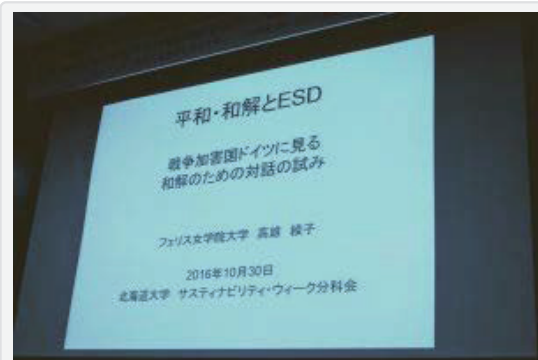 平和・和解とESD
戦争加害国ドイツに見る
和解のための対話の試み
フェリス女学院大学 高雄 綾子
2016年10月30日
北海道大学 サスティナビリティ・ウィーク分科会